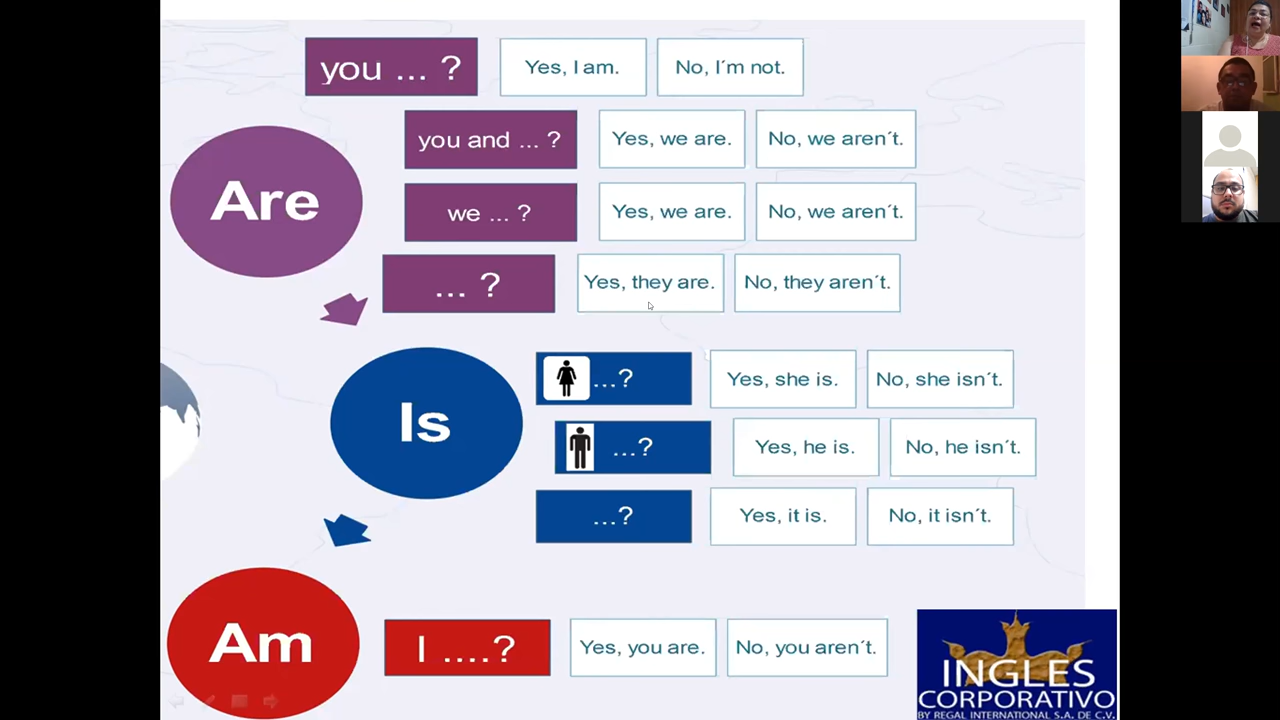 you ... ? Yes, I am. No, I´m not.
Are
you and ... ? Yes, we are. No, we aren´t.
we ... ? Yes, we are. No, we aren´t.
... ? Yes, they are. No, they aren´t.
Is
...? Yes, she is. No, she isn´t.
...? Yes, he is. No, he isn´t.
...? Yes, it is. No, it isn´t.
Am
I ....? Yes, you are. No, you aren´t.
INGLES
CORPORATIVO
BY REGAL INTERNATIONAL S.A. DE C.V.